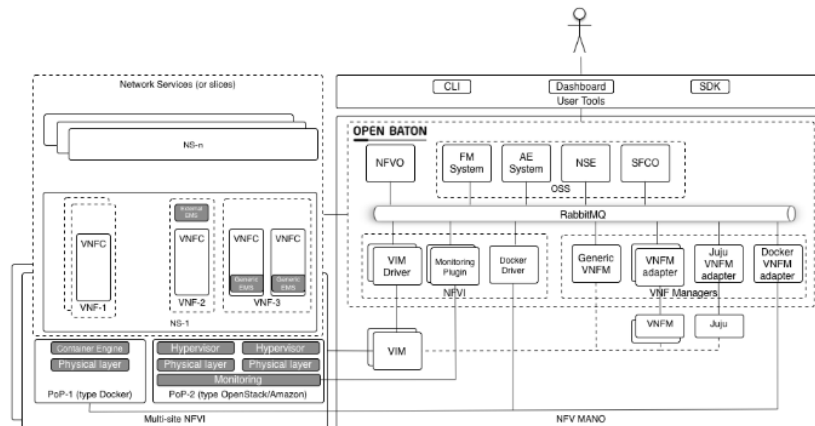 Network Services (or slices)
NS-n
CLI
Dashboard
SDK
User Tools
OPEN BATON
NFVO
FM
System
AE
System
NSE
SFCO
OSS
RabbitMQ
External
EMS
VNFC
VNFC
VNFC
VNFC
Generic
EMS
Generic
EMS
VNF-1
VNF-2
VNF-3
NS-1
VIM
Driver
Monitoring
Plugin
Docker
Driver
NFVI
Generic
VNFM
VNFM
adapter
Juju
VNFM
adapter
Docker
VNFM
adapter
VNF Managers
VIM
VNFM
Juju
Container Engine
Physical layer
Hypervisor
Hypervisor
Physical layer
Physical layer
Monitoring
PoP-1 (type Docker)
PoP-2 (type OpenStack/Amazon)
Multi-site NFVI
NFV MANO